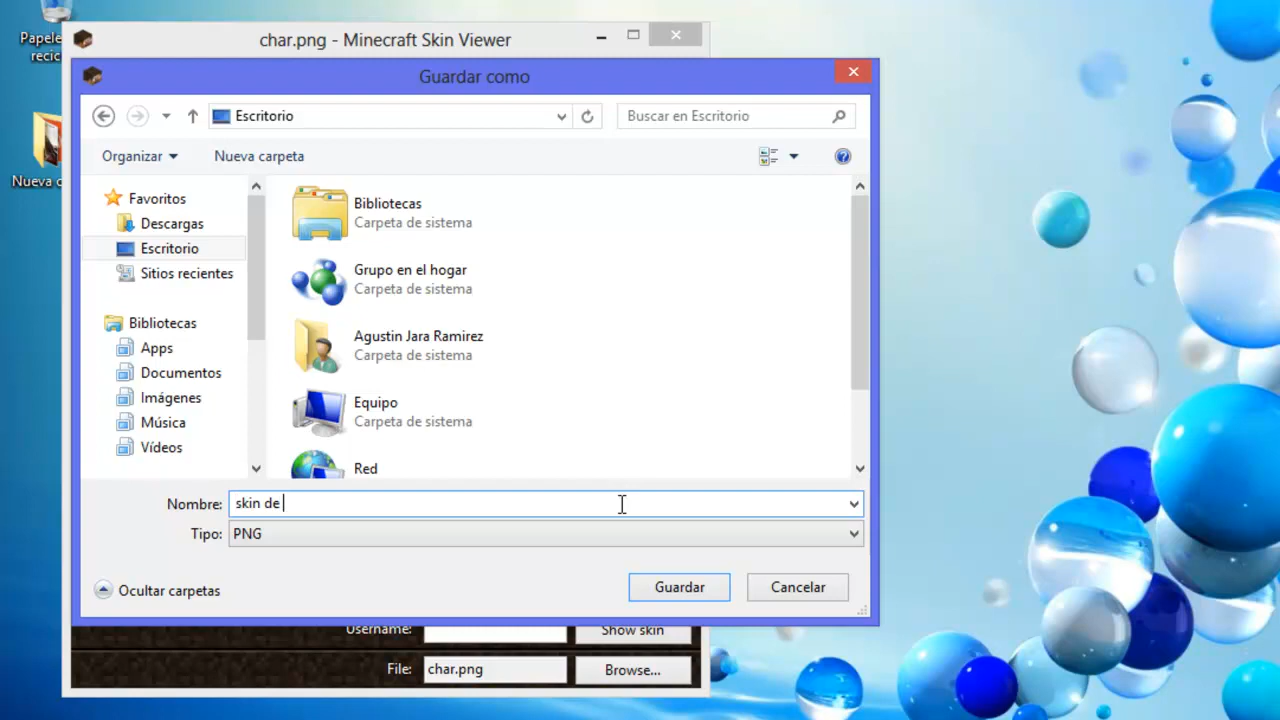 Papele
recic
Nueva c
char.png - Minecraft Skin Viewer
Guardar como
Escritorio
Buscar en Escritorio
Organizar
Nueva carpeta
Favoritos
Descargas
Escritorio
Sitios recientes
Bibliotecas
Apps
Documentos
Imágenes
Música
Vídeos
Bibliotecas
Carpeta de sistema
Grupo en el hogar
Carpeta de sistema
Agustin Jara Ramirez
Carpeta de sistema
Equipo
Carpeta de sistema
Red
Nombre: skin de
Tipo: PNG
Ocultar carpetas
Guardar Cancelar
Username: Show skin
File: char.png Browse...